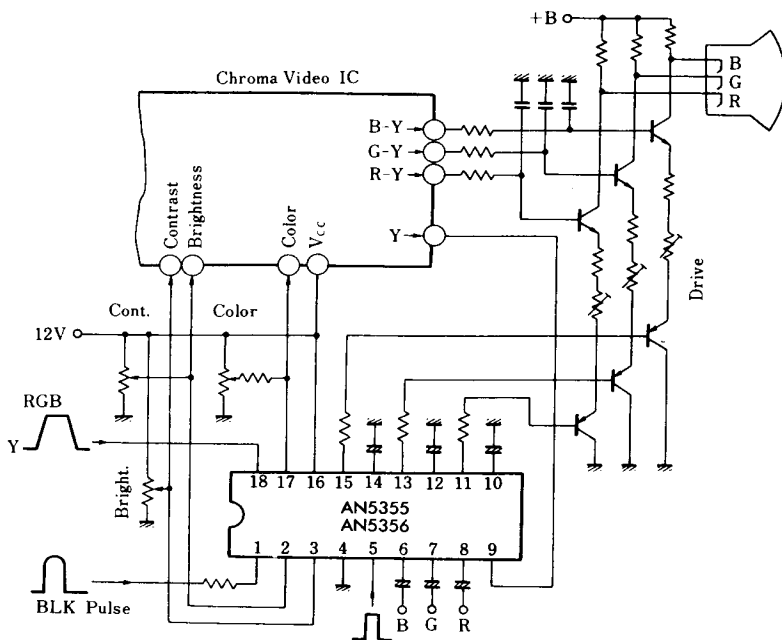 +B
Chroma Video IC
B
G
R
B-Y
G-Y
R-Y
Contrast
Brightness
Color
Vcc
Y
Drive
Cont.
Color
12V
RGB
Y
Bright.
18 17 16 15 14 13 12 11 10
AN5355
AN5356
1 2 3 4 5 6 7 8 9
BLK Pulse
B G R